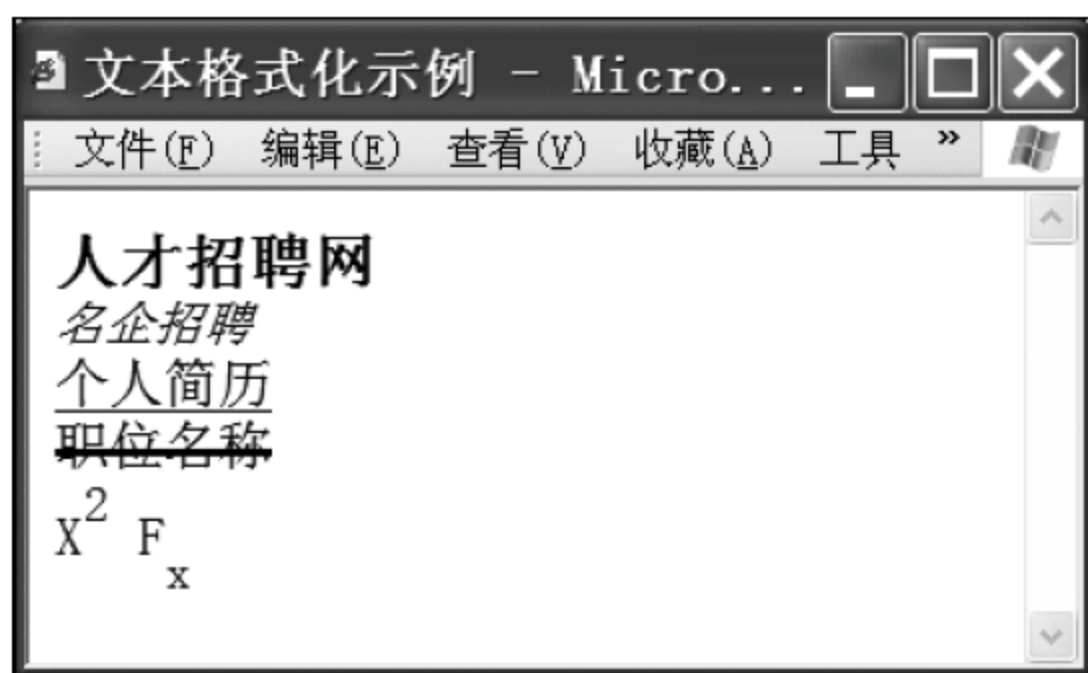 文本格式化示例 - Micro...
文件(F) 编辑(E) 查看(V) 收藏(A) 工具 »
人才招聘网
名企招聘
个人简历
职位名称
X² Fₓ